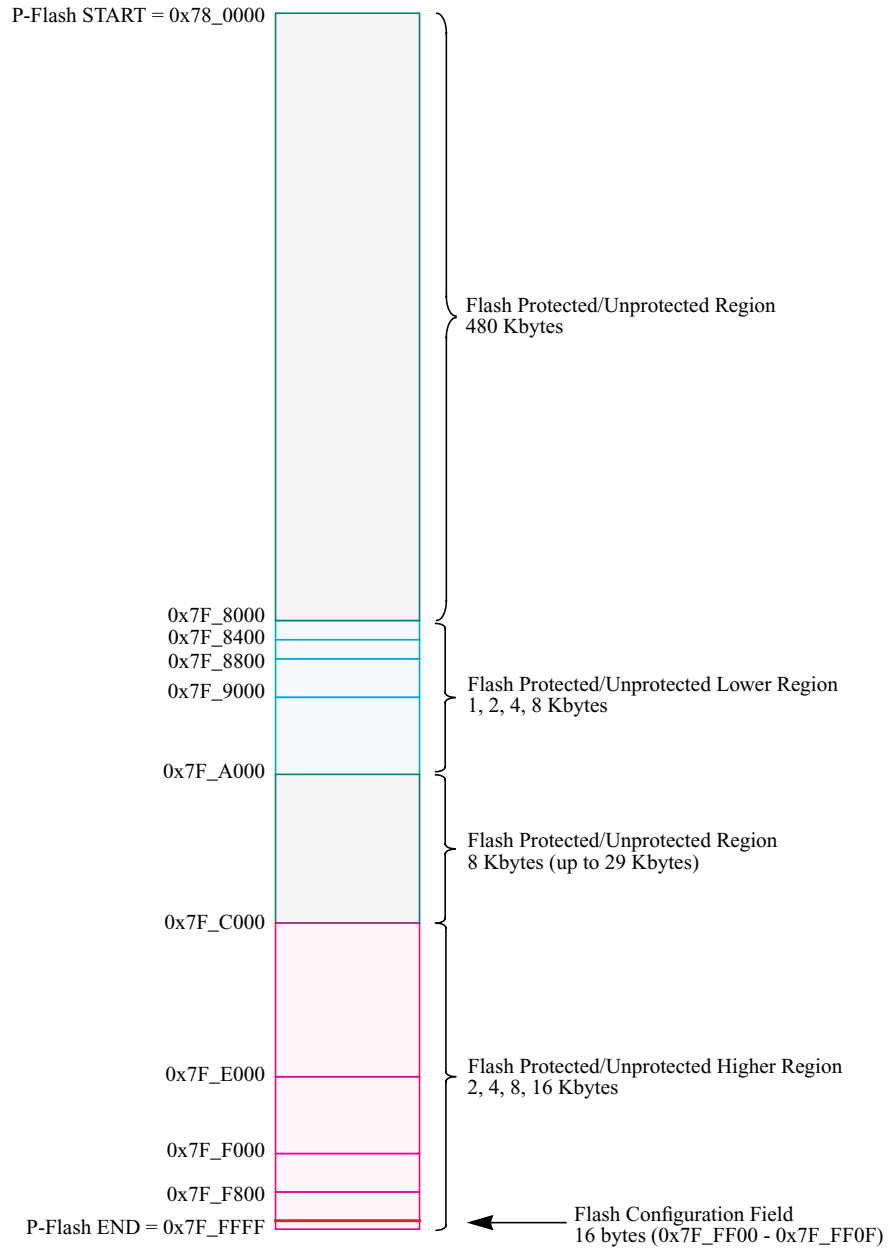 P-Flash START = 0x78_0000
Flash Protected/Unprotected Region
480 Kbytes
0x7F_8000
0x7F_8400
0x7F_8800
0x7F_9000
Flash Protected/Unprotected Lower Region
1, 2, 4, 8 Kbytes
0x7F_A000
Flash Protected/Unprotected Region
8 Kbytes (up to 29 Kbytes)
0x7F_C000
Flash Protected/Unprotected Higher Region
2, 4, 8, 16 Kbytes
0x7F_E000
0x7F_F000
0x7F_F800
P-Flash END = 0x7F_FFFF
Flash Configuration Field
16 bytes (0x7F_FF00 - 0x7F_FF0F)